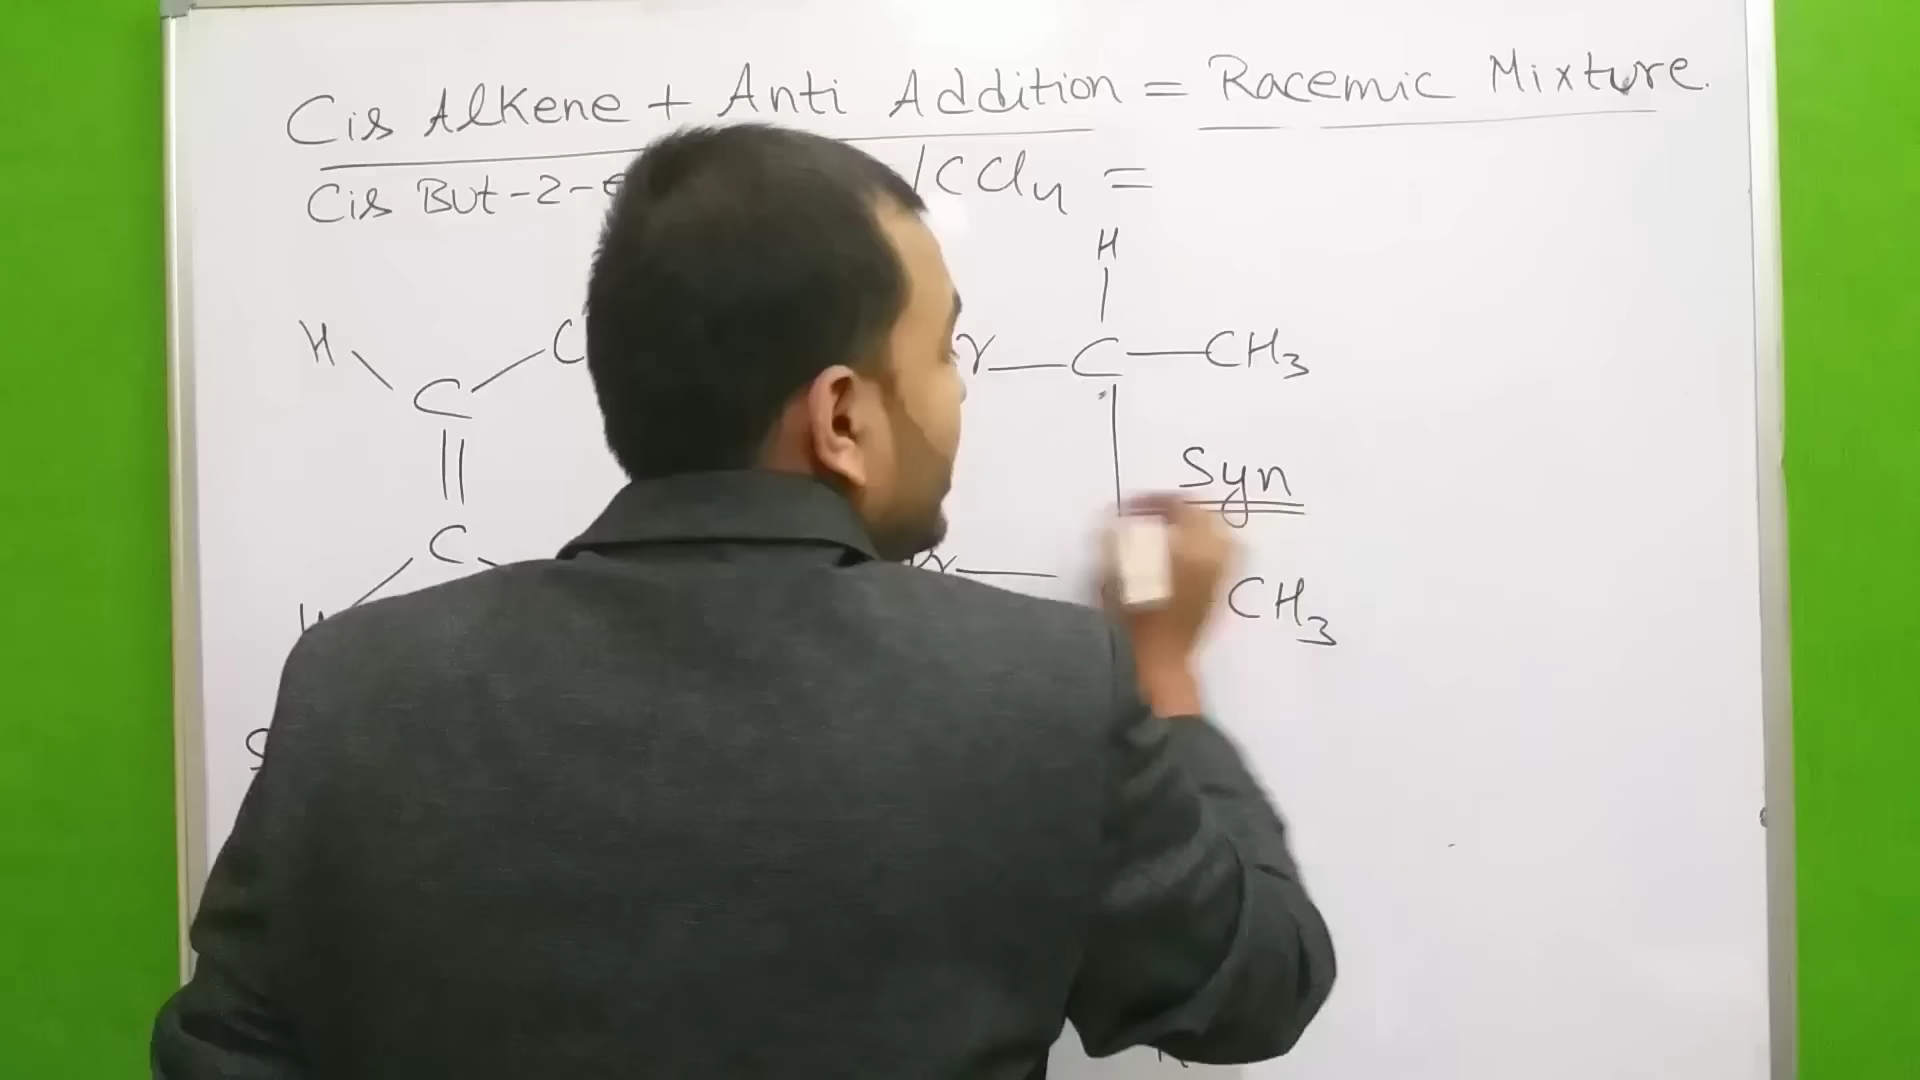 Cis Alkene + Anti Addition = Racemic Mixture.
Cis But-2- /CCl4 =
H
H C
C
r C CH3
Syn
C
CH3